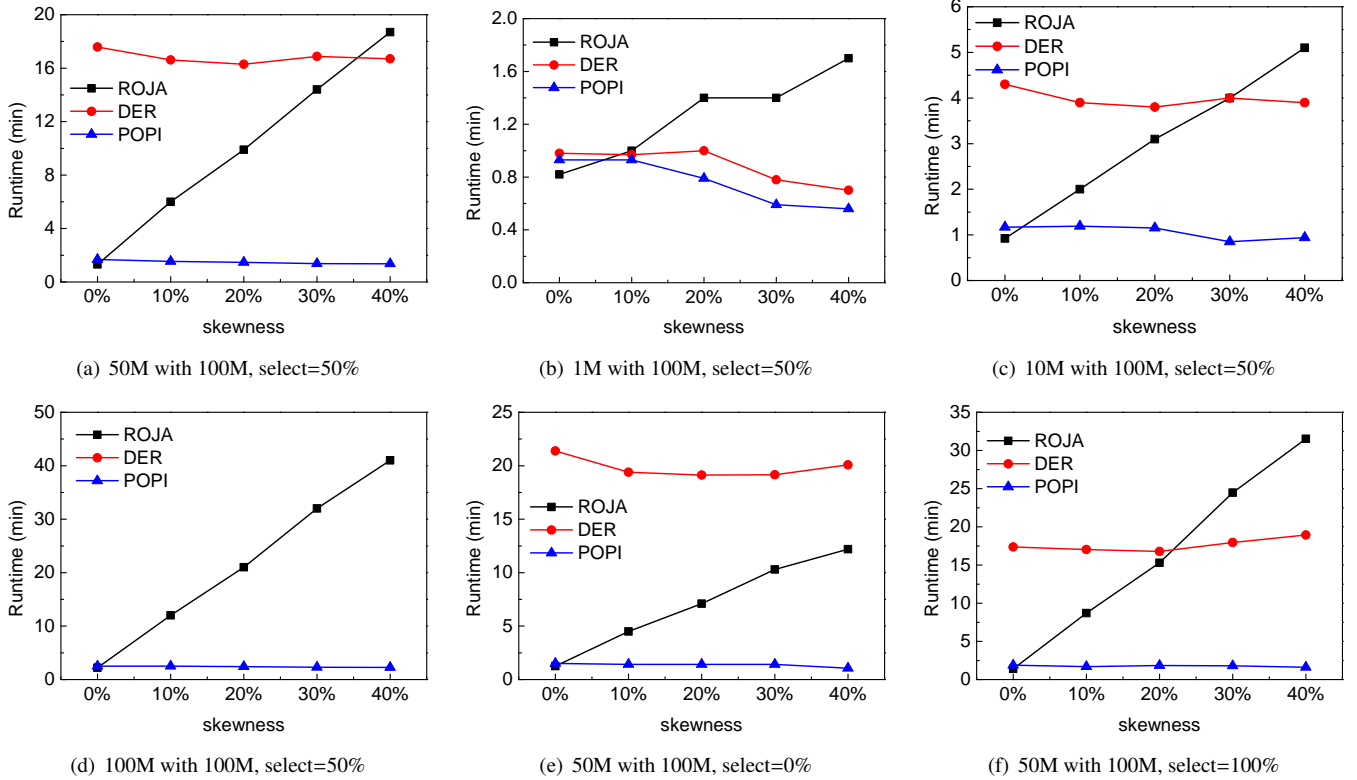 20
16
12
8
4
0
Runtime (min)
ROJA
DER
POPI
0% 10% 20% 30% 40%
skewness
(a) 50M with 100M, select=50%
2.0
1.6
1.2
0.8
0.4
0.0
Runtime (min)
ROJA
DER
POPI
0% 10% 20% 30% 40%
skewness
(b) 1M with 100M, select=50%
6
5
4
3
2
1
0
Runtime (min)
ROJA
DER
POPI
0% 10% 20% 30% 40%
skewness
(c) 10M with 100M, select=50%
50
40
30
20
10
0
Runtime (min)
ROJA
DER
POPI
0% 10% 20% 30% 40%
skewness
(d) 100M with 100M, select=50%
25
20
15
10
5
0
Runtime (min)
ROJA
DER
POPI
0% 10% 20% 30% 40%
skewness
(e) 50M with 100M, select=0%
35
30
25
20
15
10
5
0
Runtime (min)
ROJA
DER
POPI
0% 10% 20% 30% 40%
skewness
(f) 50M with 100M, select=100%